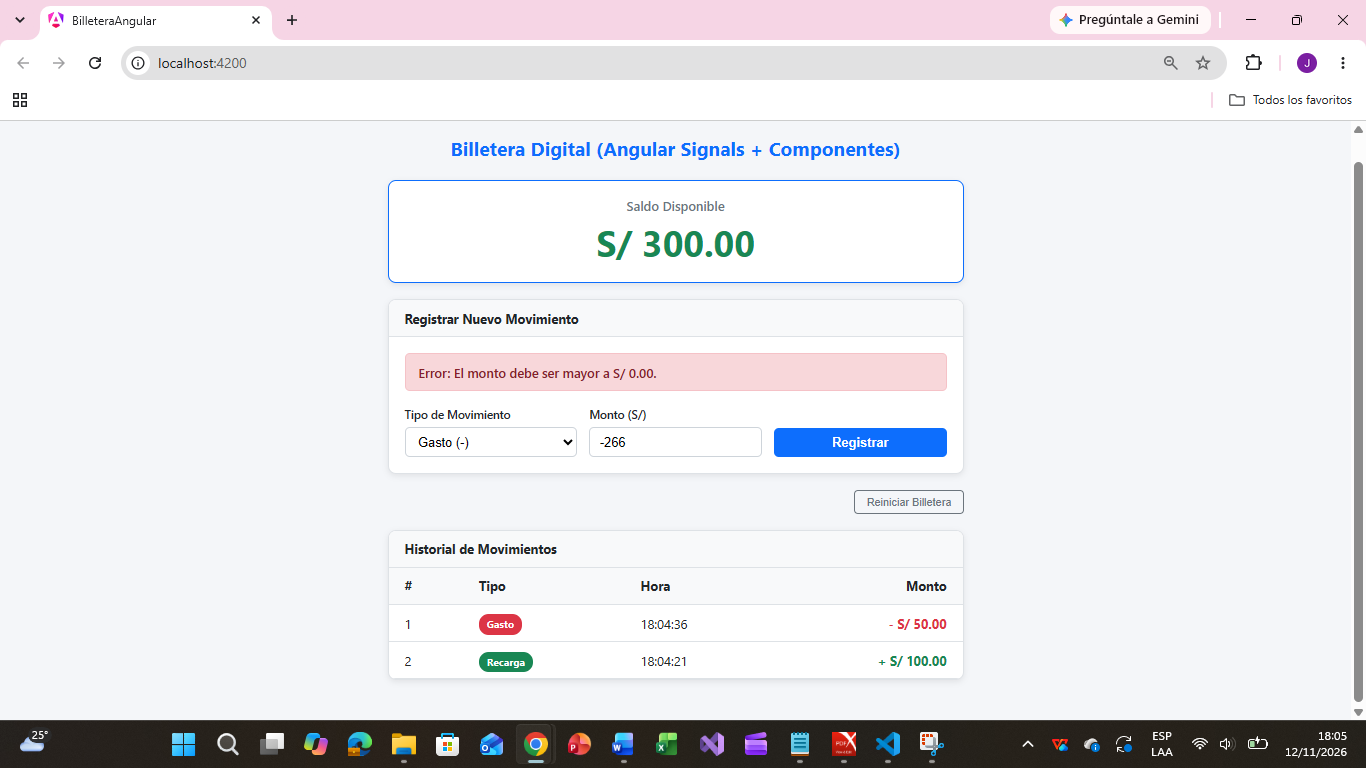 BilleteraAngular
Pregúntale a Gemini
localhost:4200
J
Todos los favoritos
Billetera Digital (Angular Signals + Componentes)
Saldo Disponible
S/ 300.00
Registrar Nuevo Movimiento
Error: El monto debe ser mayor a S/ 0.00.
Tipo de Movimiento Monto (S/)
Gasto (-) -266 Registrar
Reiniciar Billetera
Historial de Movimientos
# Tipo Hora Monto
1 Gasto 18:04:36 - S/ 50.00
2 Recarga 18:04:21 + S/ 100.00
25°
ESP
LAA
18:05
12/11/2026